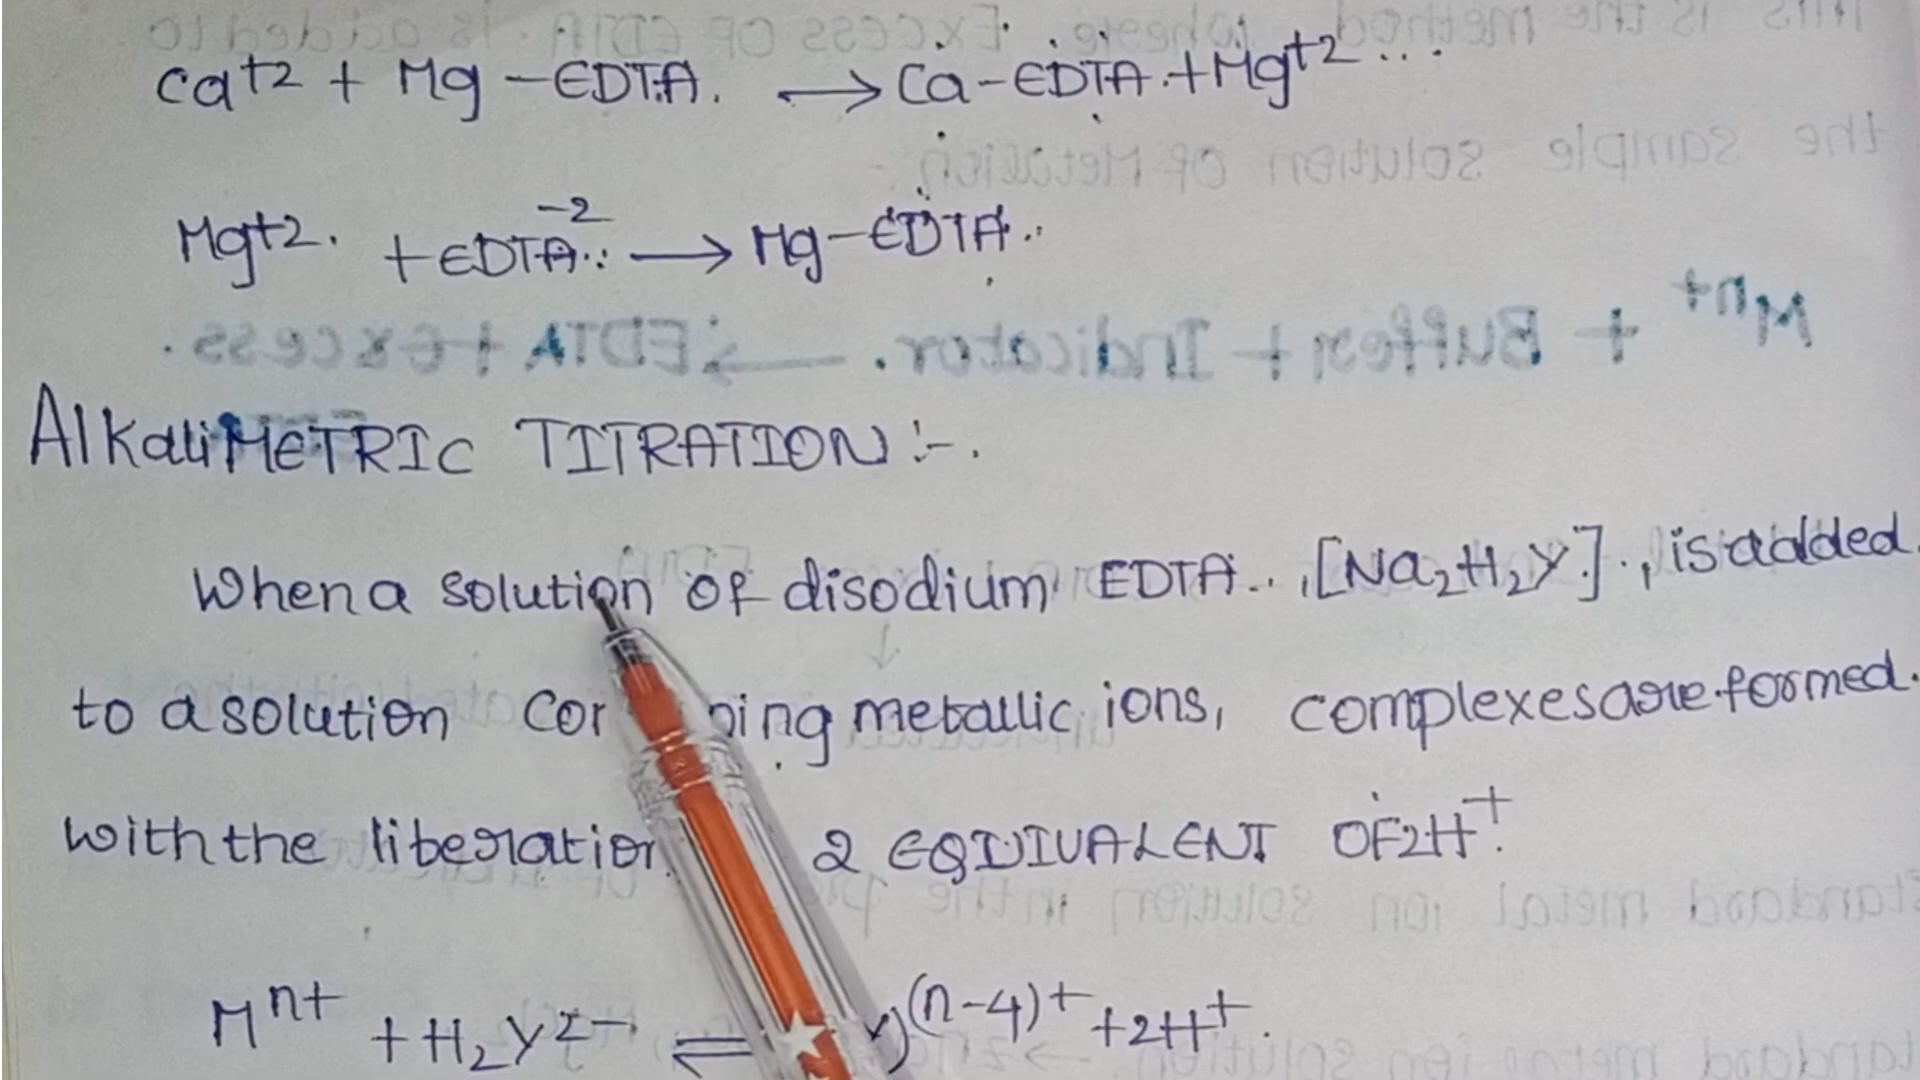 Ca+2 + Mg-EDTA. → Ca-EDTA.+Mg+2...
Mg+2. +EDTA-2.. → Mg-EDTA..
AlkaliMETRIC TITRATION:-.
When a solution OF disodium EDTA..,[Na2H2Y]., is added.
to a solution ing metallic ions, complexes are formed.
with the 2 EQUIVALENT OF2H+.
Mn+ +H2Y2- ⇌ Y)(n-4)+ +2H+.